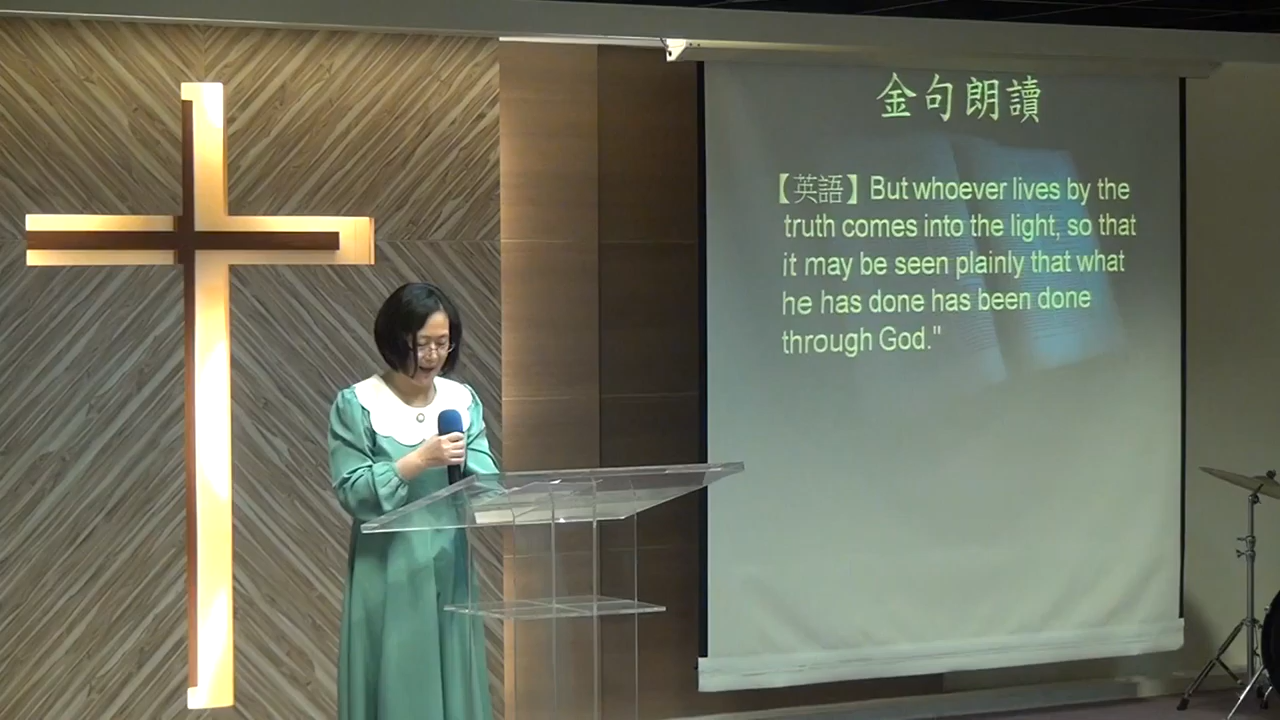 金句朗讀
【英語】But whoever lives by the
truth comes into the light, so that
it may be seen plainly that what
he has done has been done
through God."